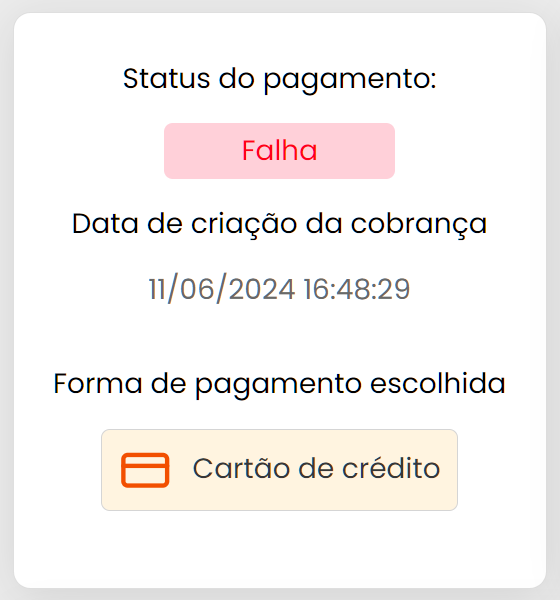 Status do pagamento:
Falha
Data de criação da cobrança
11/06/2024 16:48:29
Forma de pagamento escolhida
Cartão de crédito